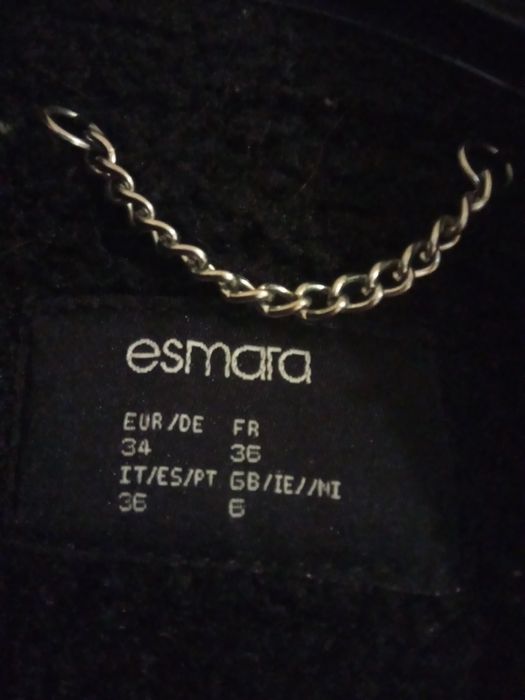 esmara
EUR/DE FR
34 36
IT/ES/PT GB/IE//NI
36 6